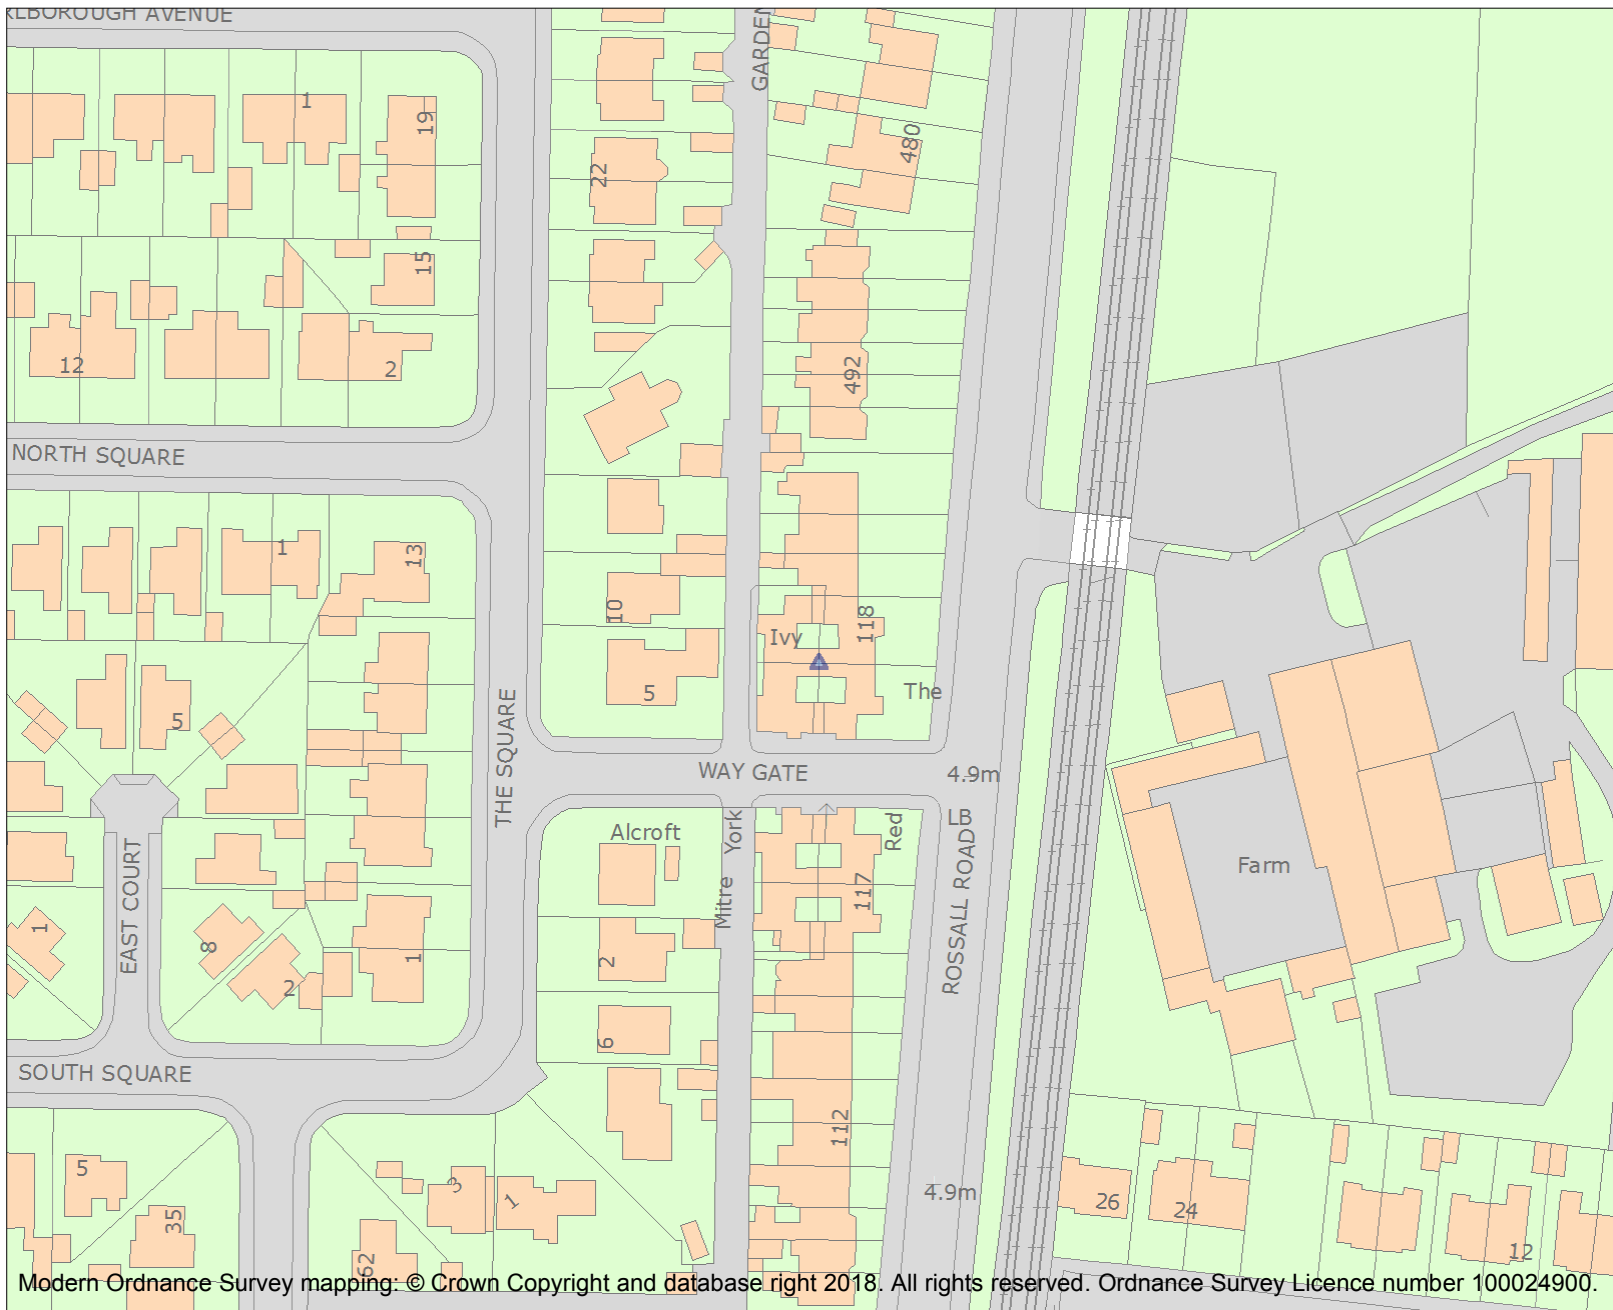 RLBOROUGH AVENUE
GARDEN
1
19
480
22
15
12
2
492
NORTH SQUARE
1
13
10
118
Ivy
5
The
5
THE SQUARE
WAY GATE
4.9m
Alcroft
York
Red
LB
EAST COURT
Mitre
117
ROSSALL ROAD
Farm
1
8
2
1
2
6
SOUTH SQUARE
112
5
3
1
4.9m
26
24
35
62
12
Modern Ordnance Survey mapping: © Crown Copyright and database right 2018. All rights reserved. Ordnance Survey Licence number 100024900.